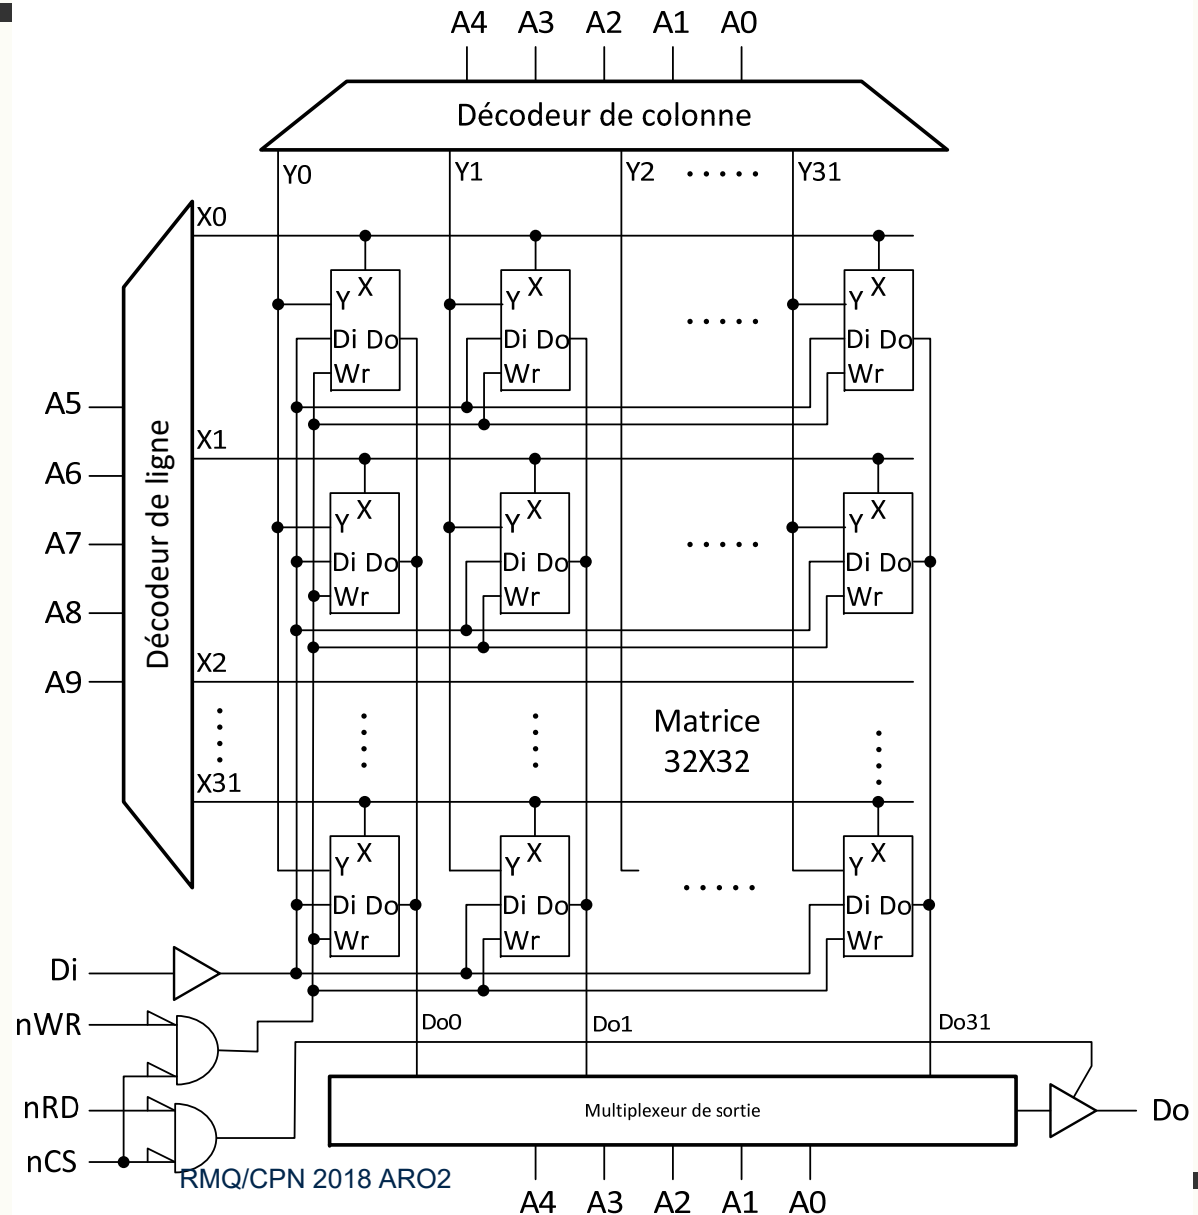 A4 A3 A2 A1 A0
Décodeur de colonne
Y0 Y1 Y2 ..... Y31
X0
X X X
Y Y ..... Y
Di Do Di Do Di Do
Wr Wr Wr
A5
X1
A6
X X X
Y Y ..... Y
A7
Di Do Di Do Di Do
Wr Wr Wr
A8
Décodeur de ligne
X2
A9
Matrice
32X32
X31
X X X
Y Y ..... Y
Di Do Di Do Di Do
Wr Wr Wr
Di
nWR
Do0 Do1 Do31
nRD
Multiplexeur de sortie
Do
nCS
RMQ/CPN 2018 ARO2
A4 A3 A2 A1 A0